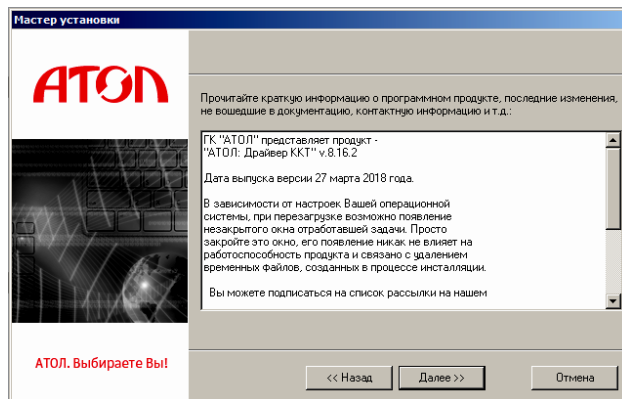 Мастер установки
АТОЛ
Прочитайте краткую информацию о программном продукте, последние изменения,
не вошедшие в документацию, контактную информацию и т.д.:
ГК "АТОЛ" представляет продукт -
"АТОЛ: Драйвер ККТ" v.8.16.2
Дата выпуска версии 27 марта 2018 года.
В зависимости от настроек Вашей операционной
системы, при перезагрузке возможно появление
незакрытого окна отработавшей задачи. Просто
закройте это окно, его появление никак не влияет на
работоспособность продукта и связано с удалением
временных файлов, созданных в процессе инсталляции.
Вы можете подписаться на список рассылки на нашем
АТОЛ. Выбираете Вы!
<< Назад
Далее >>
Отмена